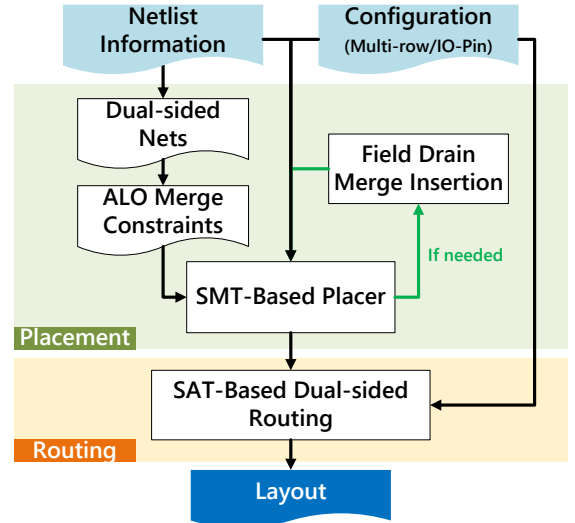 Netlist
Information
Configuration
(Multi-row/IO-Pin)
Dual-sided
Nets
Field Drain
Merge Insertion
ALO Merge
Constraints
If needed
SMT-Based Placer
Placement
SAT-Based Dual-sided
Routing
Routing
Layout